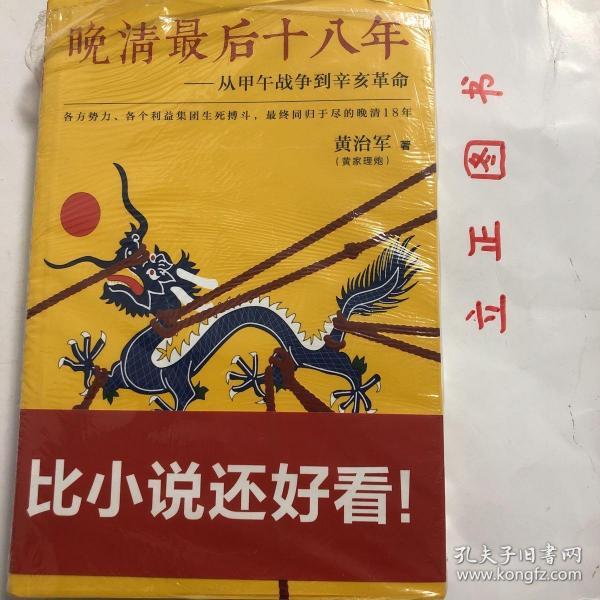 晚清最后十八年
——从甲午战争到辛亥革命
各方势力、各个利益集团生死搏斗，最终同归于尽的晚清18年
黄治军 著
(黄家理炮)
比小说还好看!
立正图书
孔夫子旧书网
www.kongfz.com